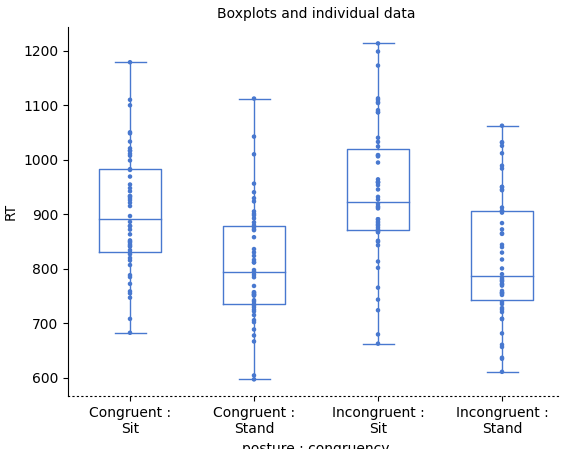 Boxplots and individual data
1200
1100
1000
900
800
700
600
RT
Congruent : Sit
Congruent : Stand
Incongruent : Sit
Incongruent : Stand
posture : congruency